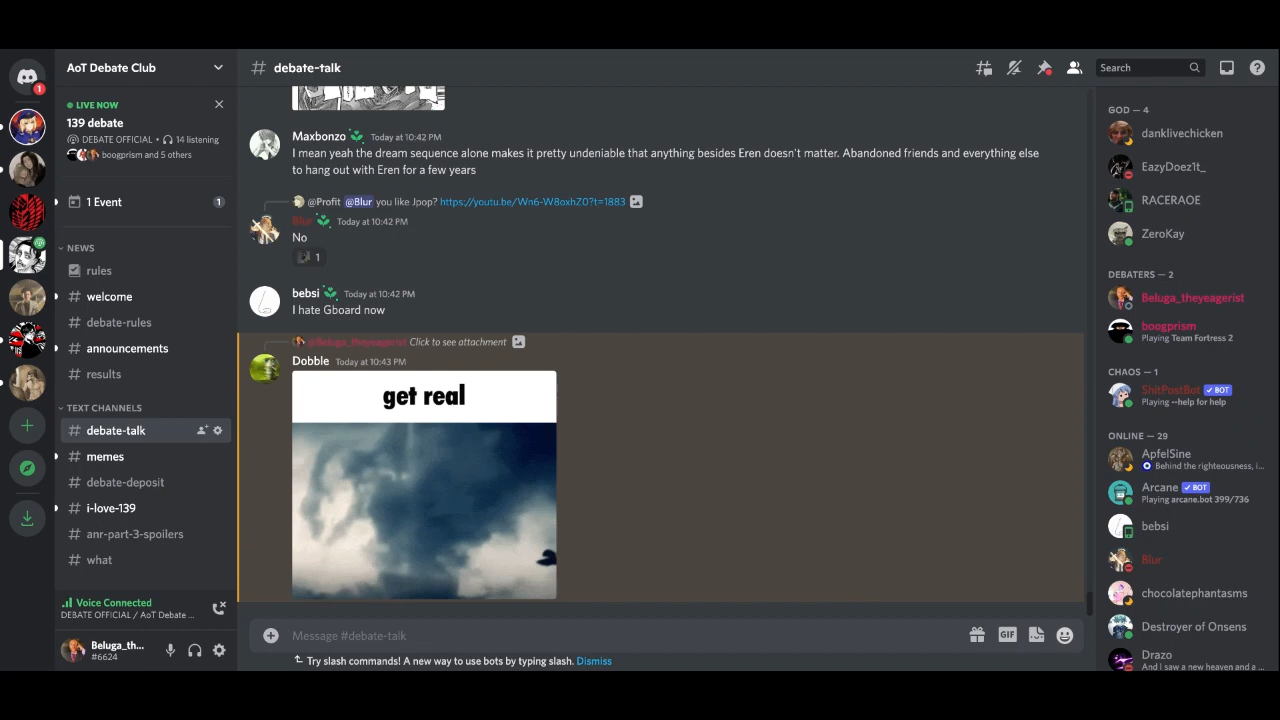 AoT Debate Club
LIVE NOW
139 debate
DEBATE OFFICIAL • 14 listening
boogprism and 5 others
1 Event
1
NEWS
rules
welcome
debate-rules
announcements
results
TEXT CHANNELS
debate-talk
memes
debate-deposit
i-love-139
anr-part-3-spoilers
what
Voice Connected
DEBATE OFFICIAL / AoT Debate ...
Beluga_th...
#6624
1
# debate-talk
Search
Maxbonzo Today at 10:42 PM
I mean yeah the dream sequence alone makes it pretty undeniable that anything besides Eren doesn't matter. Abandoned friends and everything else
to hang out with Eren for a few years
@Profit @Blur you like Jpop? https://youtu.be/Wn6-W8oxhZ0?t=1883
Blur Today at 10:42 PM
No
1
bebsi Today at 10:42 PM
I hate Gboard now
@Beluga_theyeagerist Click to see attachment
Dobble Today at 10:43 PM
get real
Message #debate-talk
GIF
Try slash commands! A new way to use bots by typing slash. Dismiss
GOD — 4
danklivechicken
EazyDoez1t_
RACERAOE
ZeroKay
DEBATERS — 2
Beluga_theyeagerist
boogprism
Playing Team Fortress 2
CHAOS — 1
ShitPostBot ✓ BOT
Playing --help for help
ONLINE — 29
ApfelSine
Behind the righteousness, i...
Arcane ✓ BOT
Playing arcane.bot 399/736
bebsi
Blur
chocolatephantasms
Destroyer of Onsens
Drazo
And I saw a new heaven and a ...